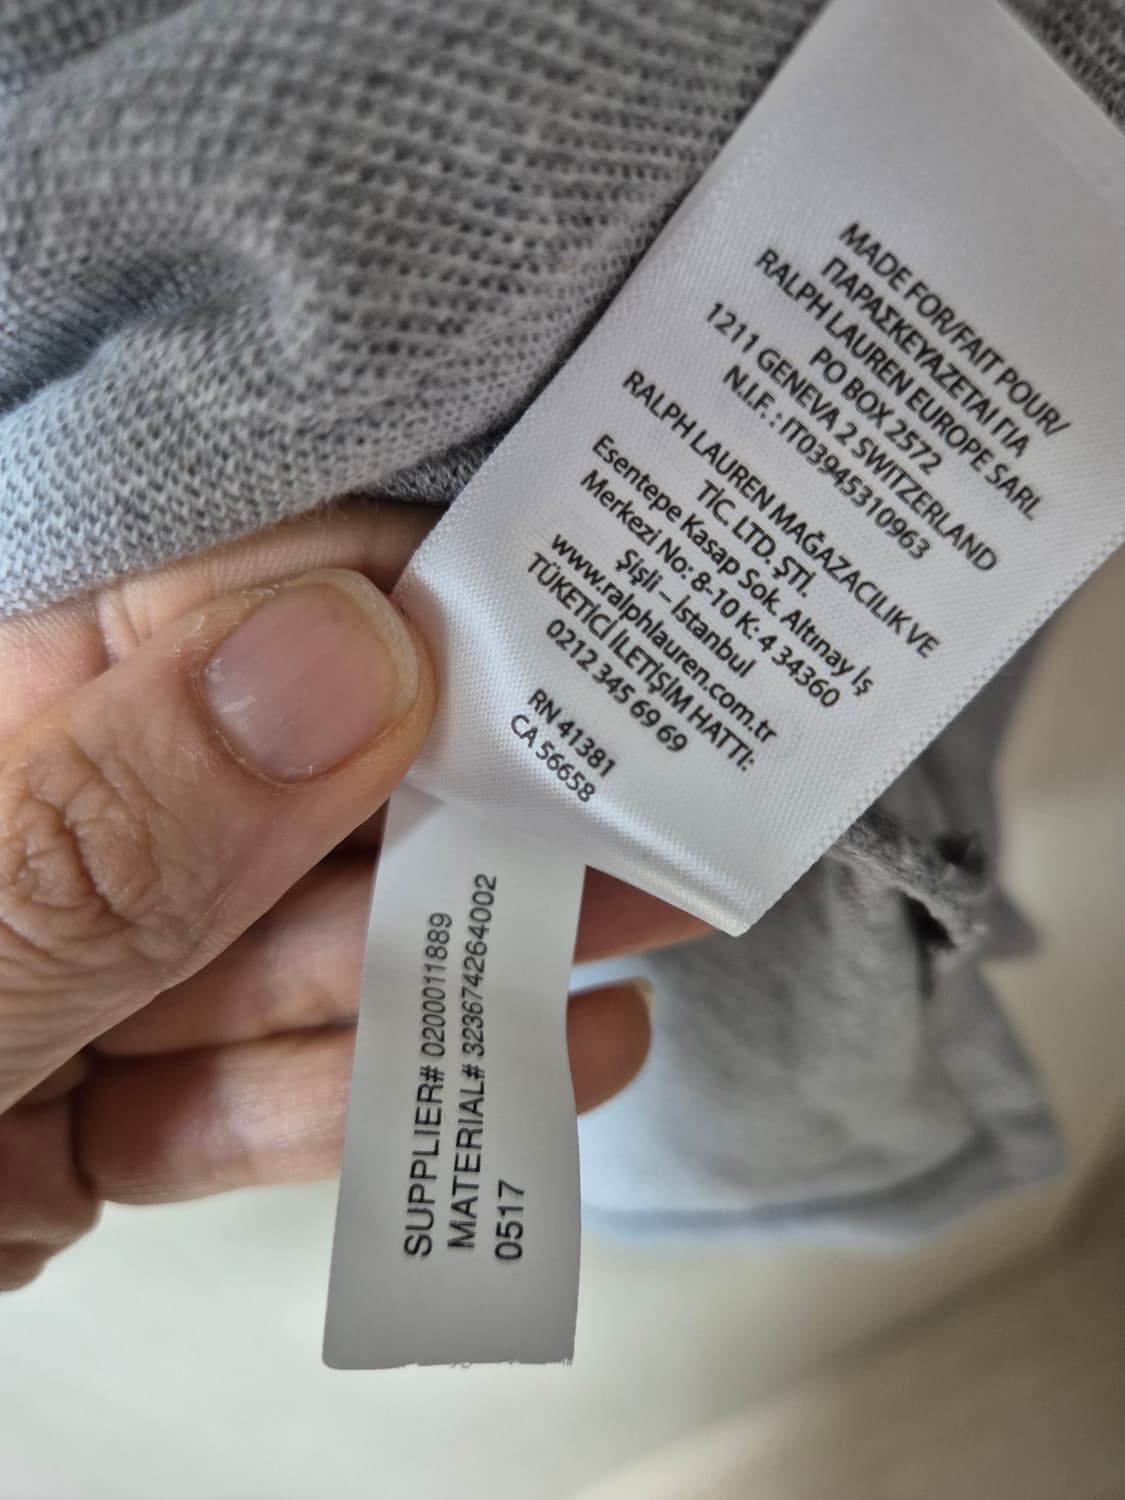 MADE FOR/FAIT POUR/
ΠΑΡΑΣΚΕΥΑΖΕΤΑΙ ΓΙΑ
RALPH LAUREN EUROPE SARL
PO BOX 2572
1211 GENEVA 2 SWITZERLAND
N.I.F. : IT03945310963
RALPH LAUREN MAĞAZACILIK VE
TİC. LTD. ŞTİ.
Esentepe Kasap Sok. Altınay İş
Merkezi No: 8-10 K: 4 34360
Şişli – İstanbul
www.ralphlauren.com.tr
TÜKETİCİ İLETİŞİM HATTI:
0212 345 69 69
RN 41381
CA 56658
SUPPLIER# 0200011889
MATERIAL# 323674264002
0517